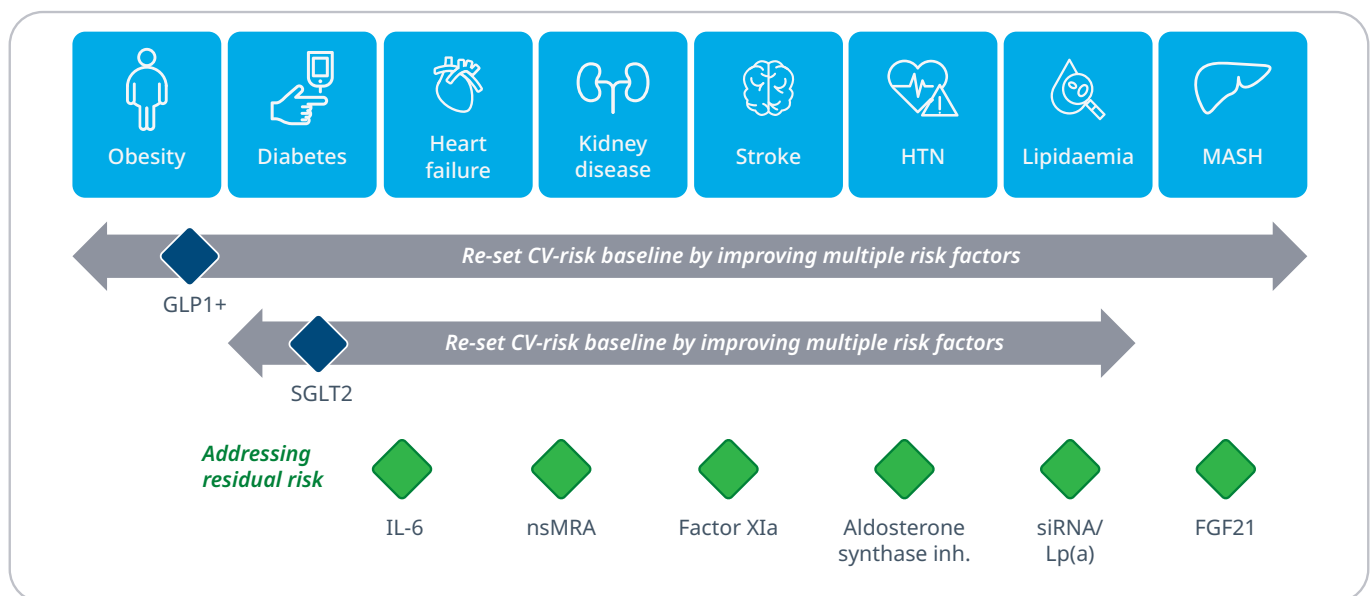 Obesity
Diabetes
Heart
failure
Kidney
disease
Stroke
HTN
Lipidaemia
MASH
Re-set CV-risk baseline by improving multiple risk factors
GLP1+
Re-set CV-risk baseline by improving multiple risk factors
SGLT2
Addressing
residual risk
IL-6
nsMRA
Factor XIa
Aldosterone
synthase inh.
siRNA/
Lp(a)
FGF21